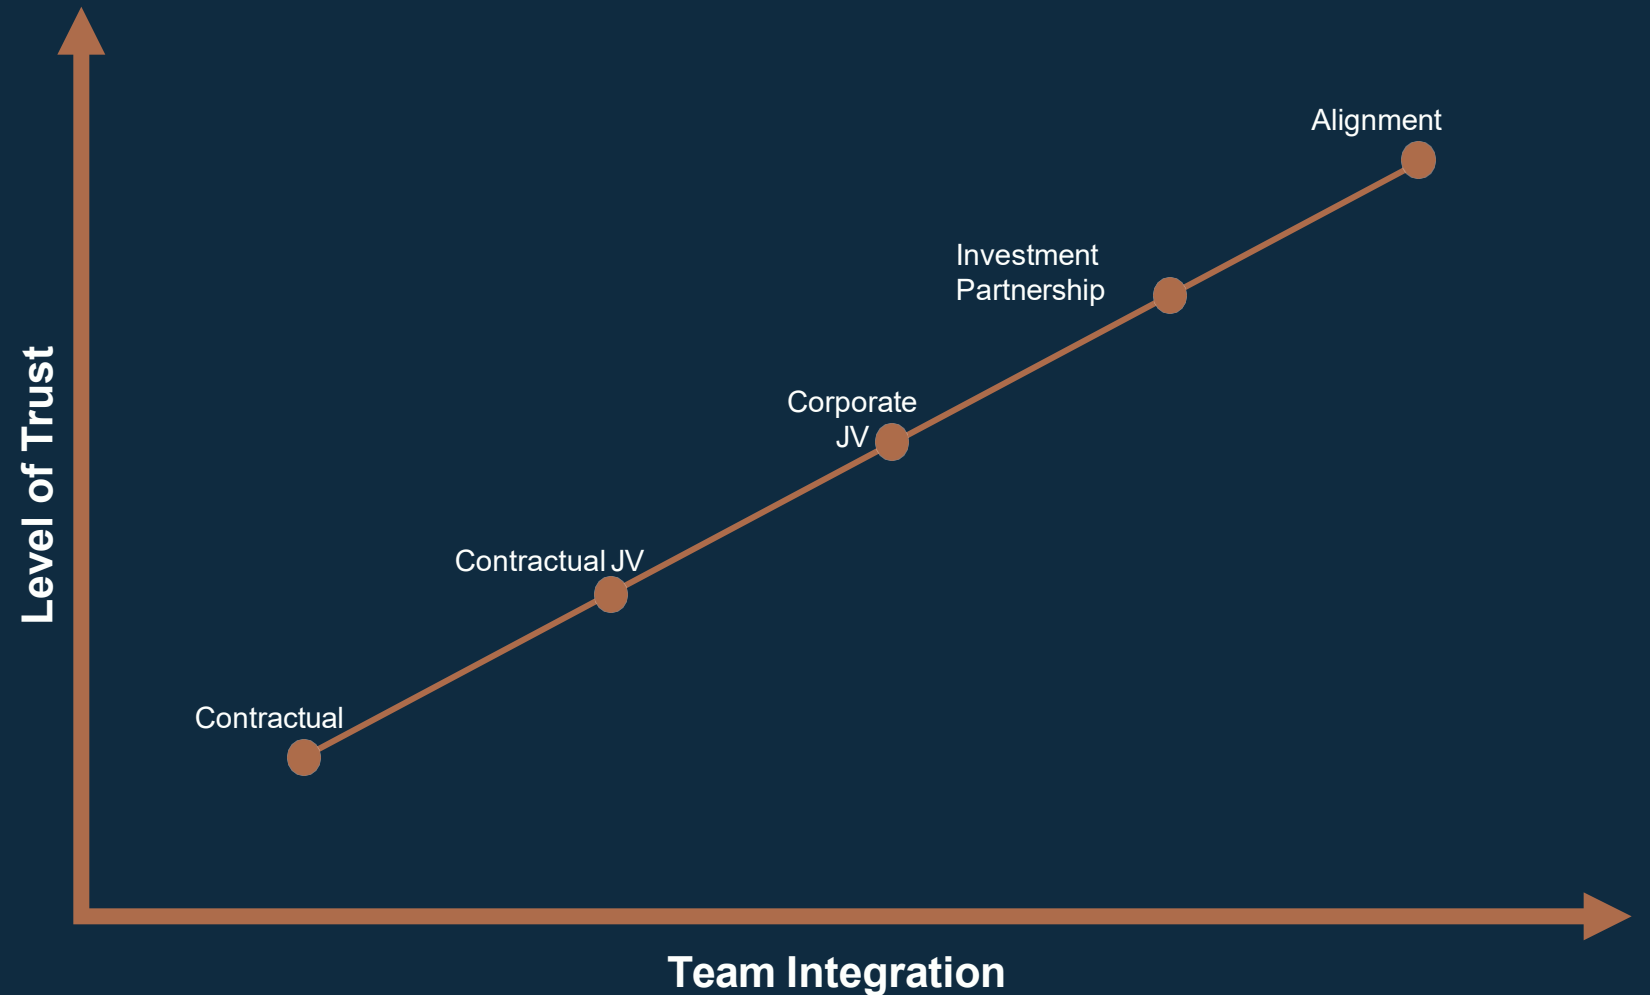 Alignment
Investment
Partnership
Corporate
JV
Contractual JV
Contractual
Level of Trust
Team Integration